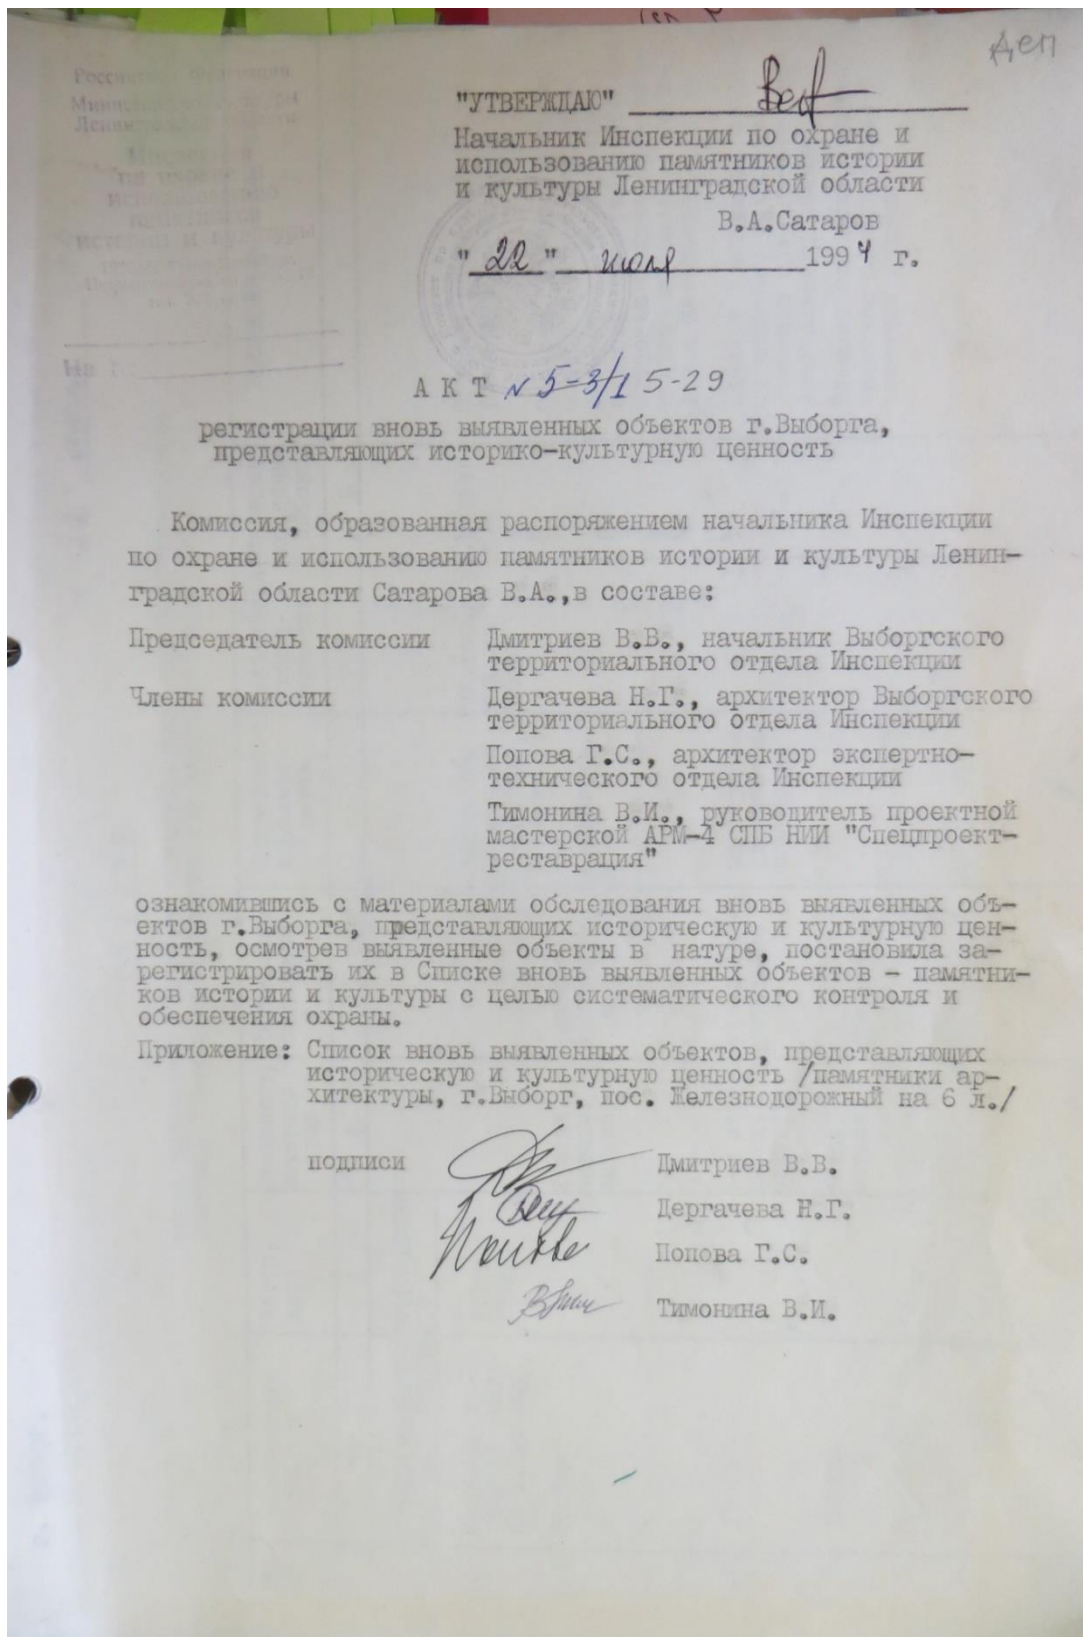 деп
Российская Федерация
"УТВЕРЖДАЮ"
Начальник Инспекции по охране и
использованию памятников истории
и культуры Ленинградской области
В.А.Сатаров
"22" июля 1994 г.
На №
А К Т № 5-3/1 5-29
регистрации вновь выявленных объектов г.Выборга,
представляющих историко-культурную ценность
Комиссия, образованная распоряжением начальника Инспекции
по охране и использованию памятников истории и культуры Ленин-
градской области Сатарова В.А.,в составе:
Председатель комиссии Дмитриев В.В., начальник Выборгского
территориального отдела Инспекции
Члены комиссии Дергачева Н.Г., архитектор Выборгского
территориального отдела Инспекции
Попова Г.С., архитектор экспертно-
технического отдела Инспекции
Тимонина В.И., руководитель проектной
мастерской АРМ-4 СПБ НИИ "Спецпроект-
реставрация"
ознакомившись с материалами обследования вновь выявленных объ-
ектов г.Выборга, представляющих историческую и культурную цен-
ность, осмотрев выявленные объекты в натуре, постановила за-
регистрировать их в Списке вновь выявленных объектов - памятни-
ков истории и культуры с целью систематического контроля и
обеспечения охраны.
Приложение: Список вновь выявленных объектов, представляющих
историческую и культурную ценность /памятники ар-
хитектуры, г.Выборг, пос. Железнодорожный на 6 л./
подписи Дмитриев В.В.
Дергачева Н.Г.
Попова Г.С.
Тимонина В.И.